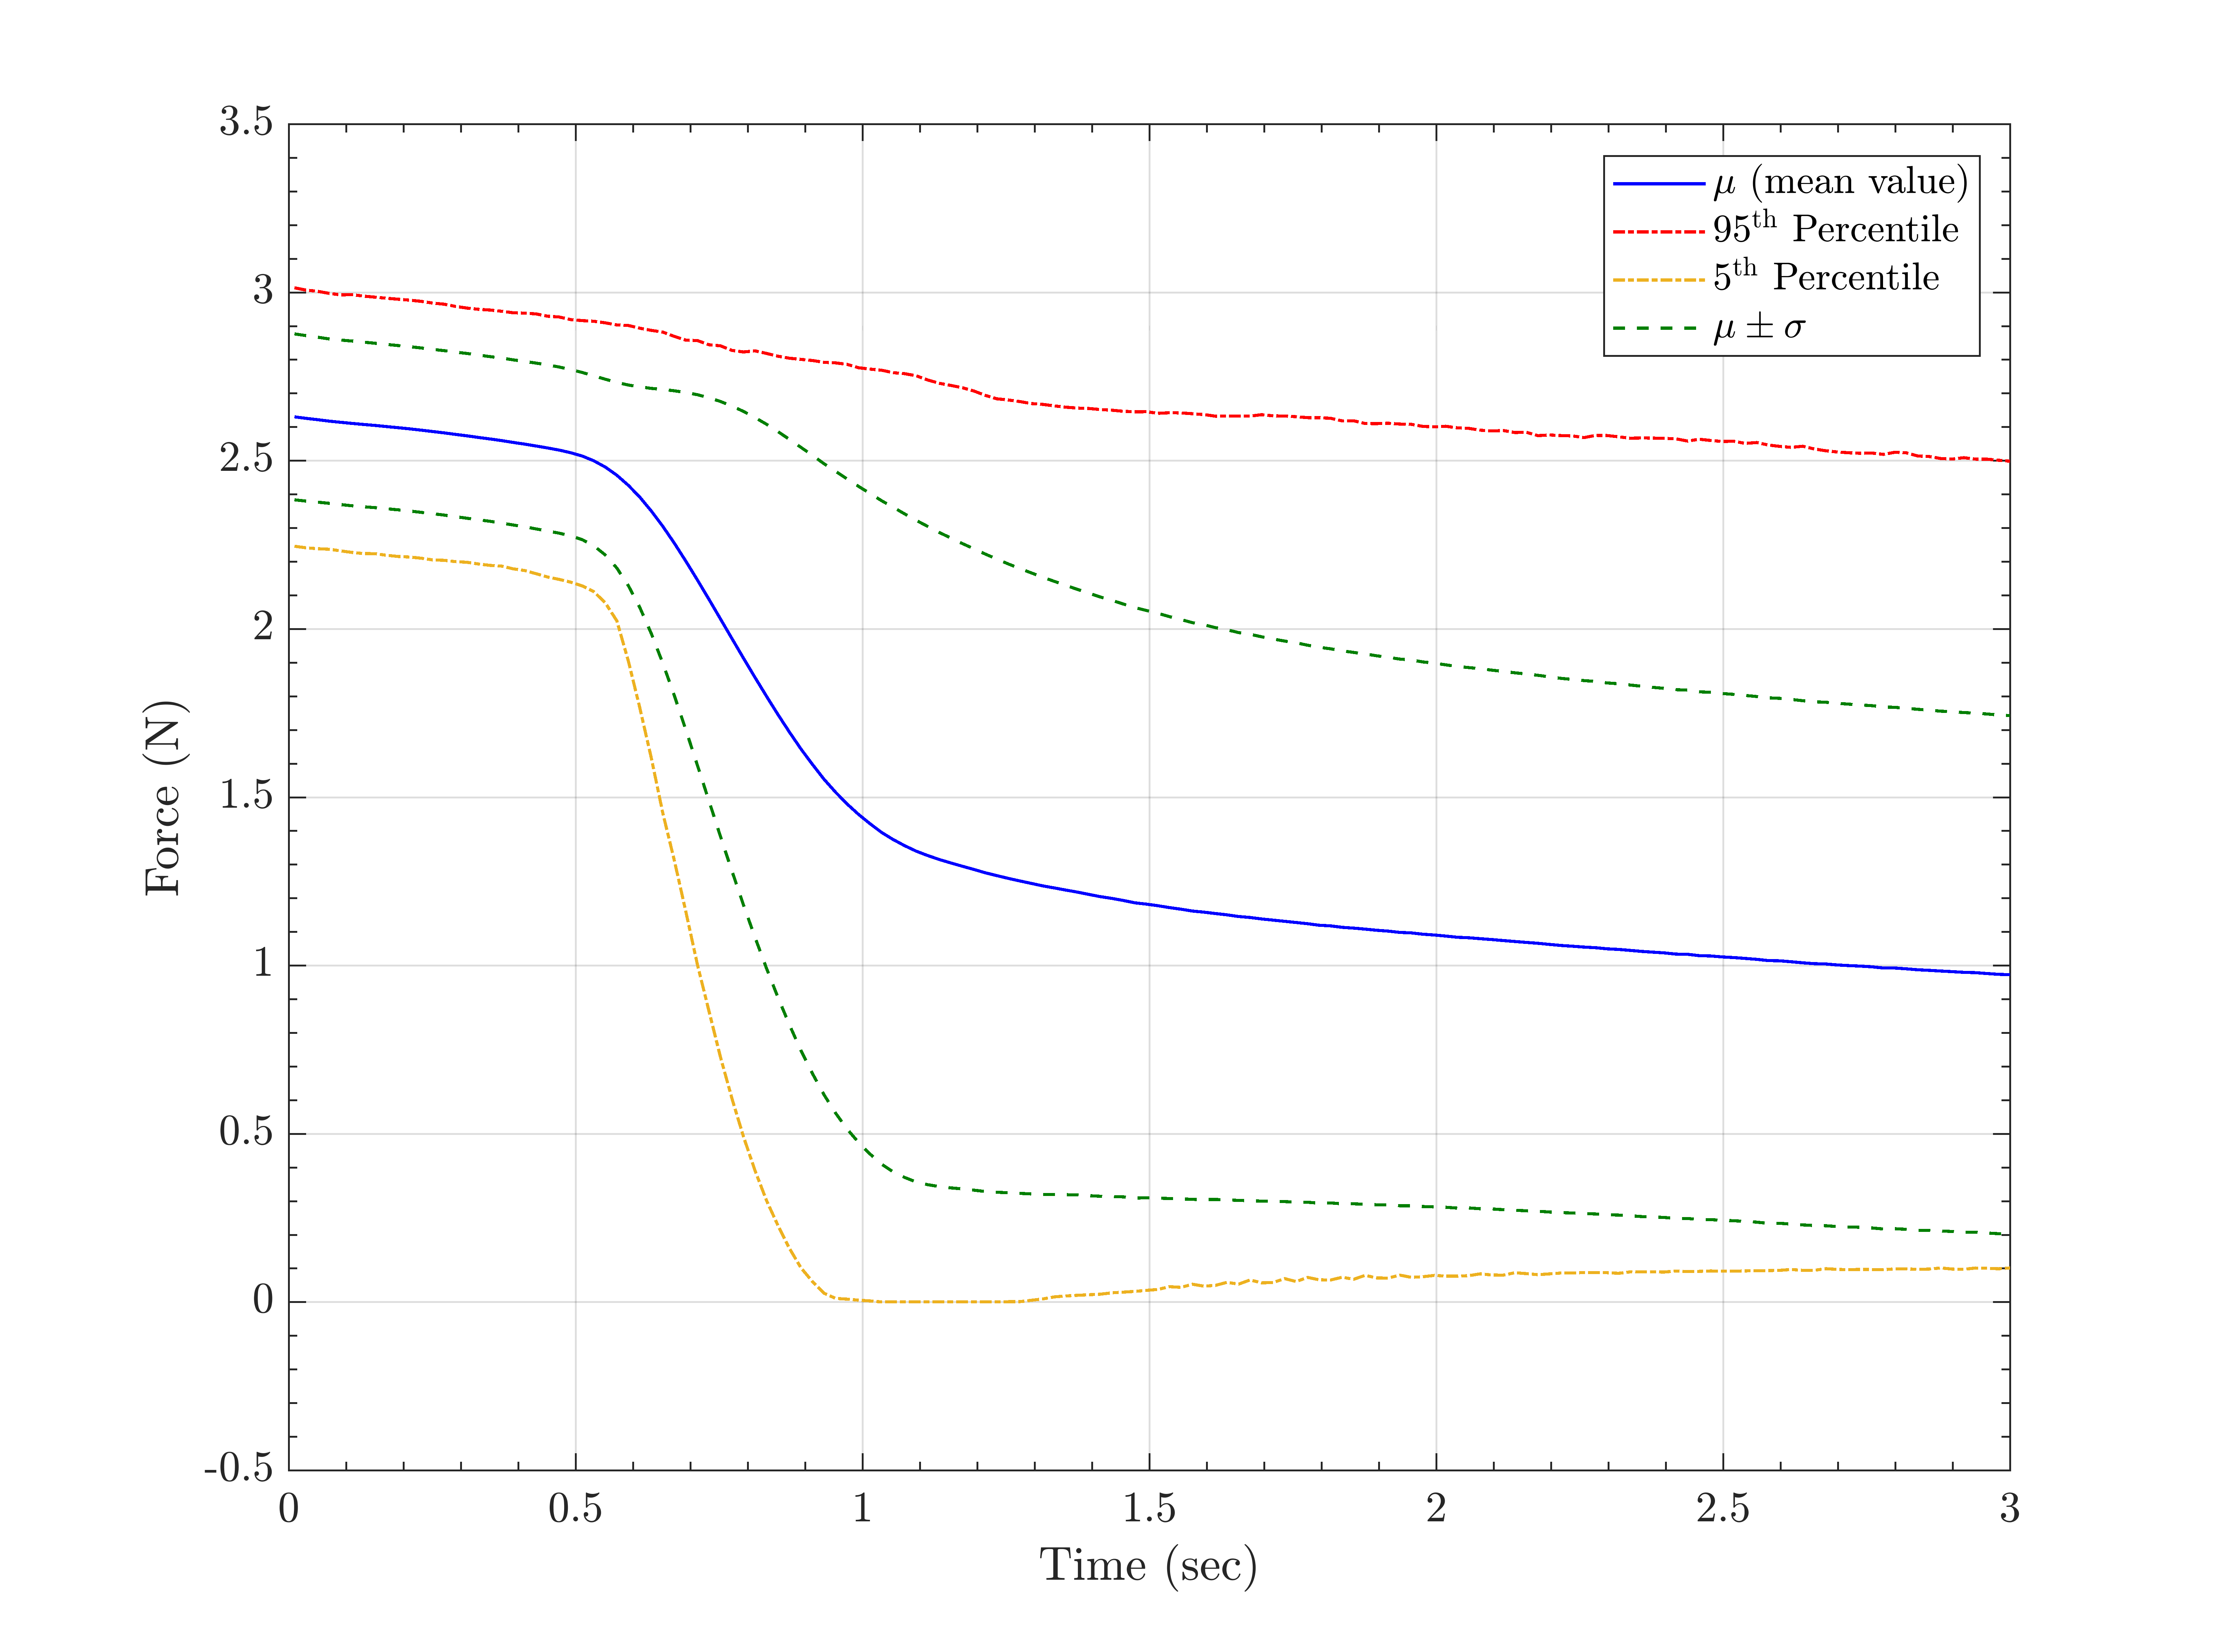 3.5
3
2.5
2
1.5
1
0.5
0
-0.5
0 0.5 1 1.5 2 2.5 3
Time (sec)
Force (N)
μ (mean value)
95th Percentile
5th Percentile
μ ± σ